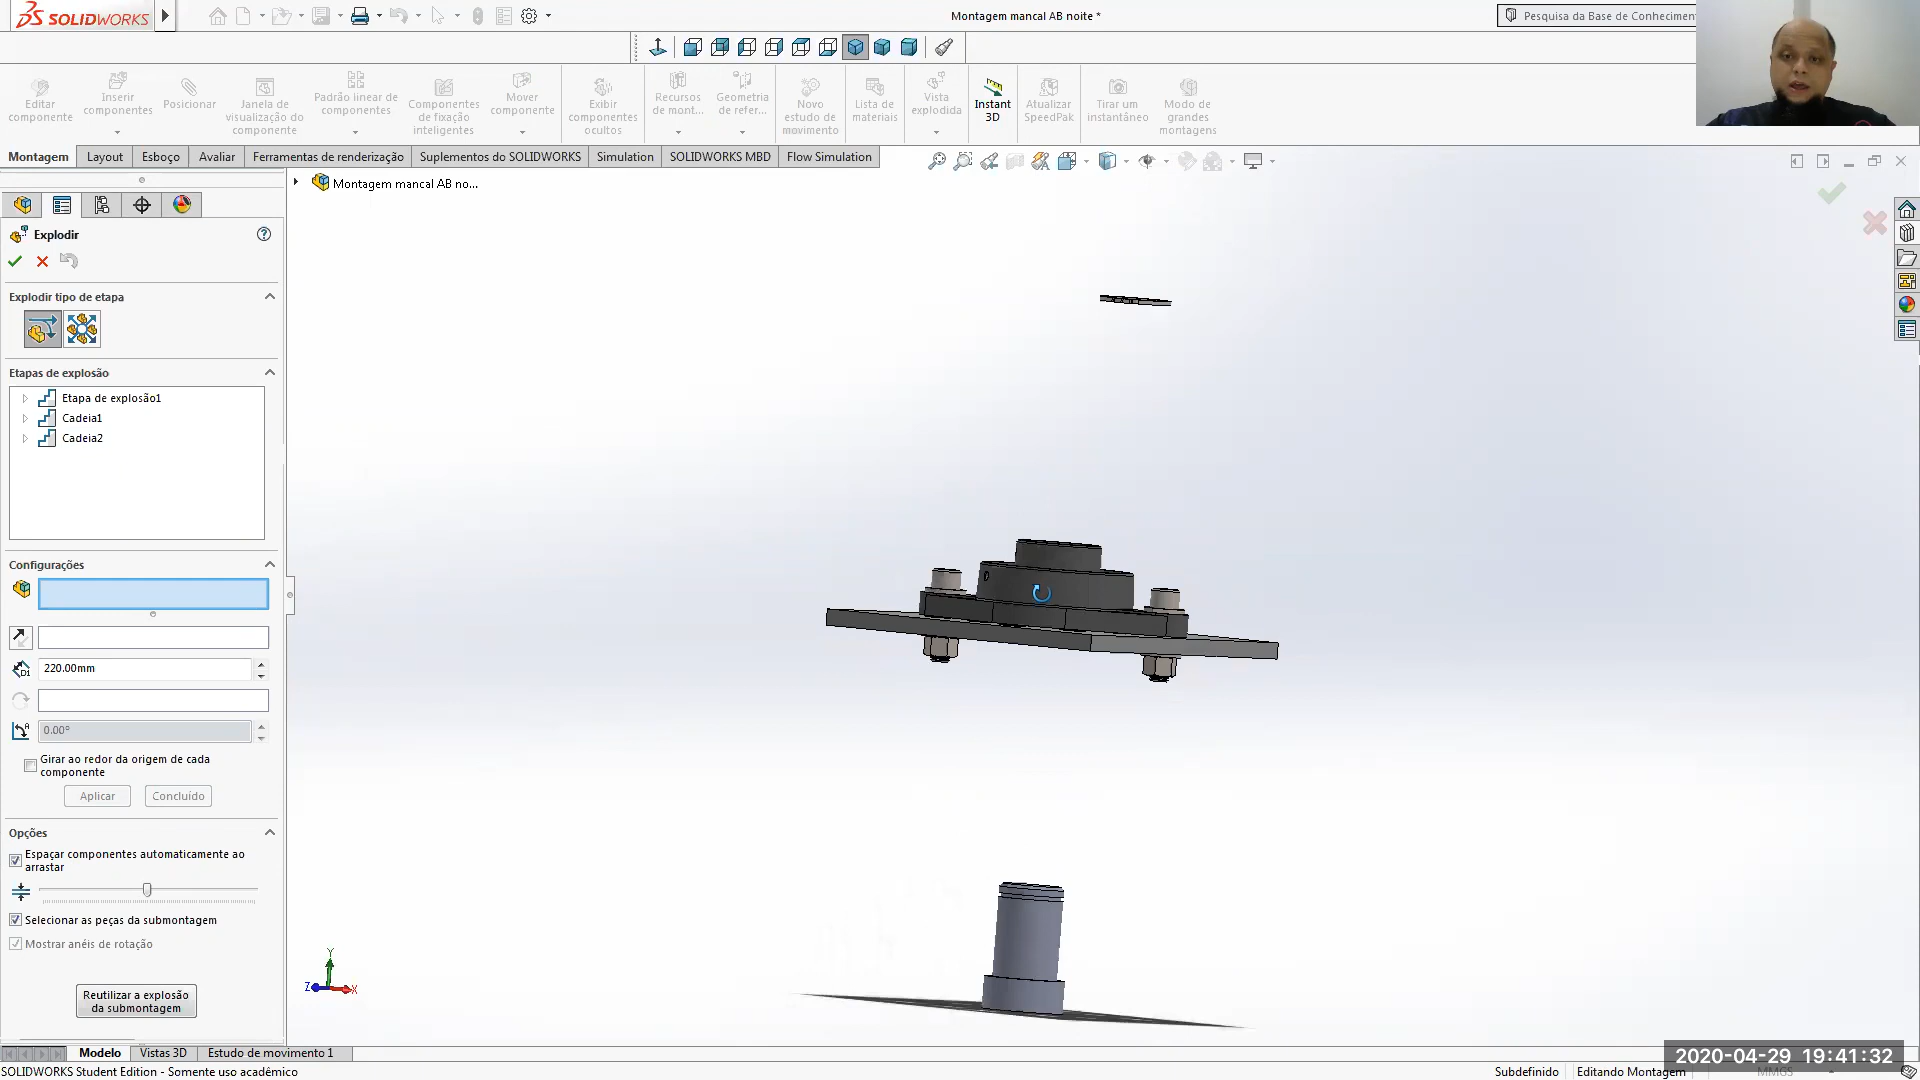 SOLIDWORKS
Montagem mancal AB noite *
Pesquisa da Base de Conhecimen
Editar componente
Inserir componentes
Posicionar
Janela de visualização do componente
Padrão linear de componentes
Componentes de fixação inteligentes
Mover componente
Exibir componentes ocultos
Recursos de mont...
Geometria de refer...
Novo estudo de movimento
Lista de materiais
Vista explodida
Instant 3D
Atualizar SpeedPak
Tirar um instantâneo
Modo de grandes montagens
Montagem
Layout
Esboço
Avaliar
Ferramentas de renderização
Suplementos do SOLIDWORKS
Simulation
SOLIDWORKS MBD
Flow Simulation
Montagem mancal AB no...
Explodir
Explodir tipo de etapa
Etapas de explosão
Etapa de explosão1
Cadeia1
Cadeia2
Configurações
220.00mm
0.00°
Girar ao redor da origem de cada
componente
Aplicar
Concluído
Opções
Espaçar componentes automaticamente ao
arrastar
Selecionar as peças da submontagem
Mostrar anéis de rotação
Reutilizar a explosão
da submontagem
Y
Z
X
Modelo
Vistas 3D
Estudo de movimento 1
2020-04-29 19:41:32
SOLIDWORKS Student Edition - Somente uso acadêmico
Subdefinido
Editando Montagem
MMGS